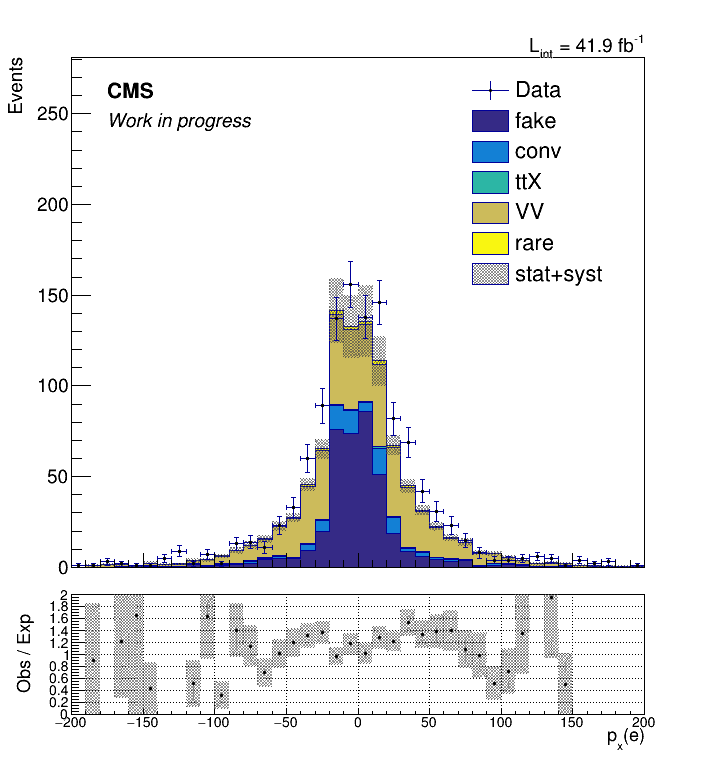 L_int = 41.9 fb^-1
Events
CMS
Work in progress
Data
fake
conv
ttX
VV
rare
stat+syst
250
200
150
100
50
0
Obs / Exp
2
1.8
1.6
1.4
1.2
1
0.8
0.6
0.4
0.2
0
−200 −150 −100 −50 0 50 100 150 200
p_x(e)